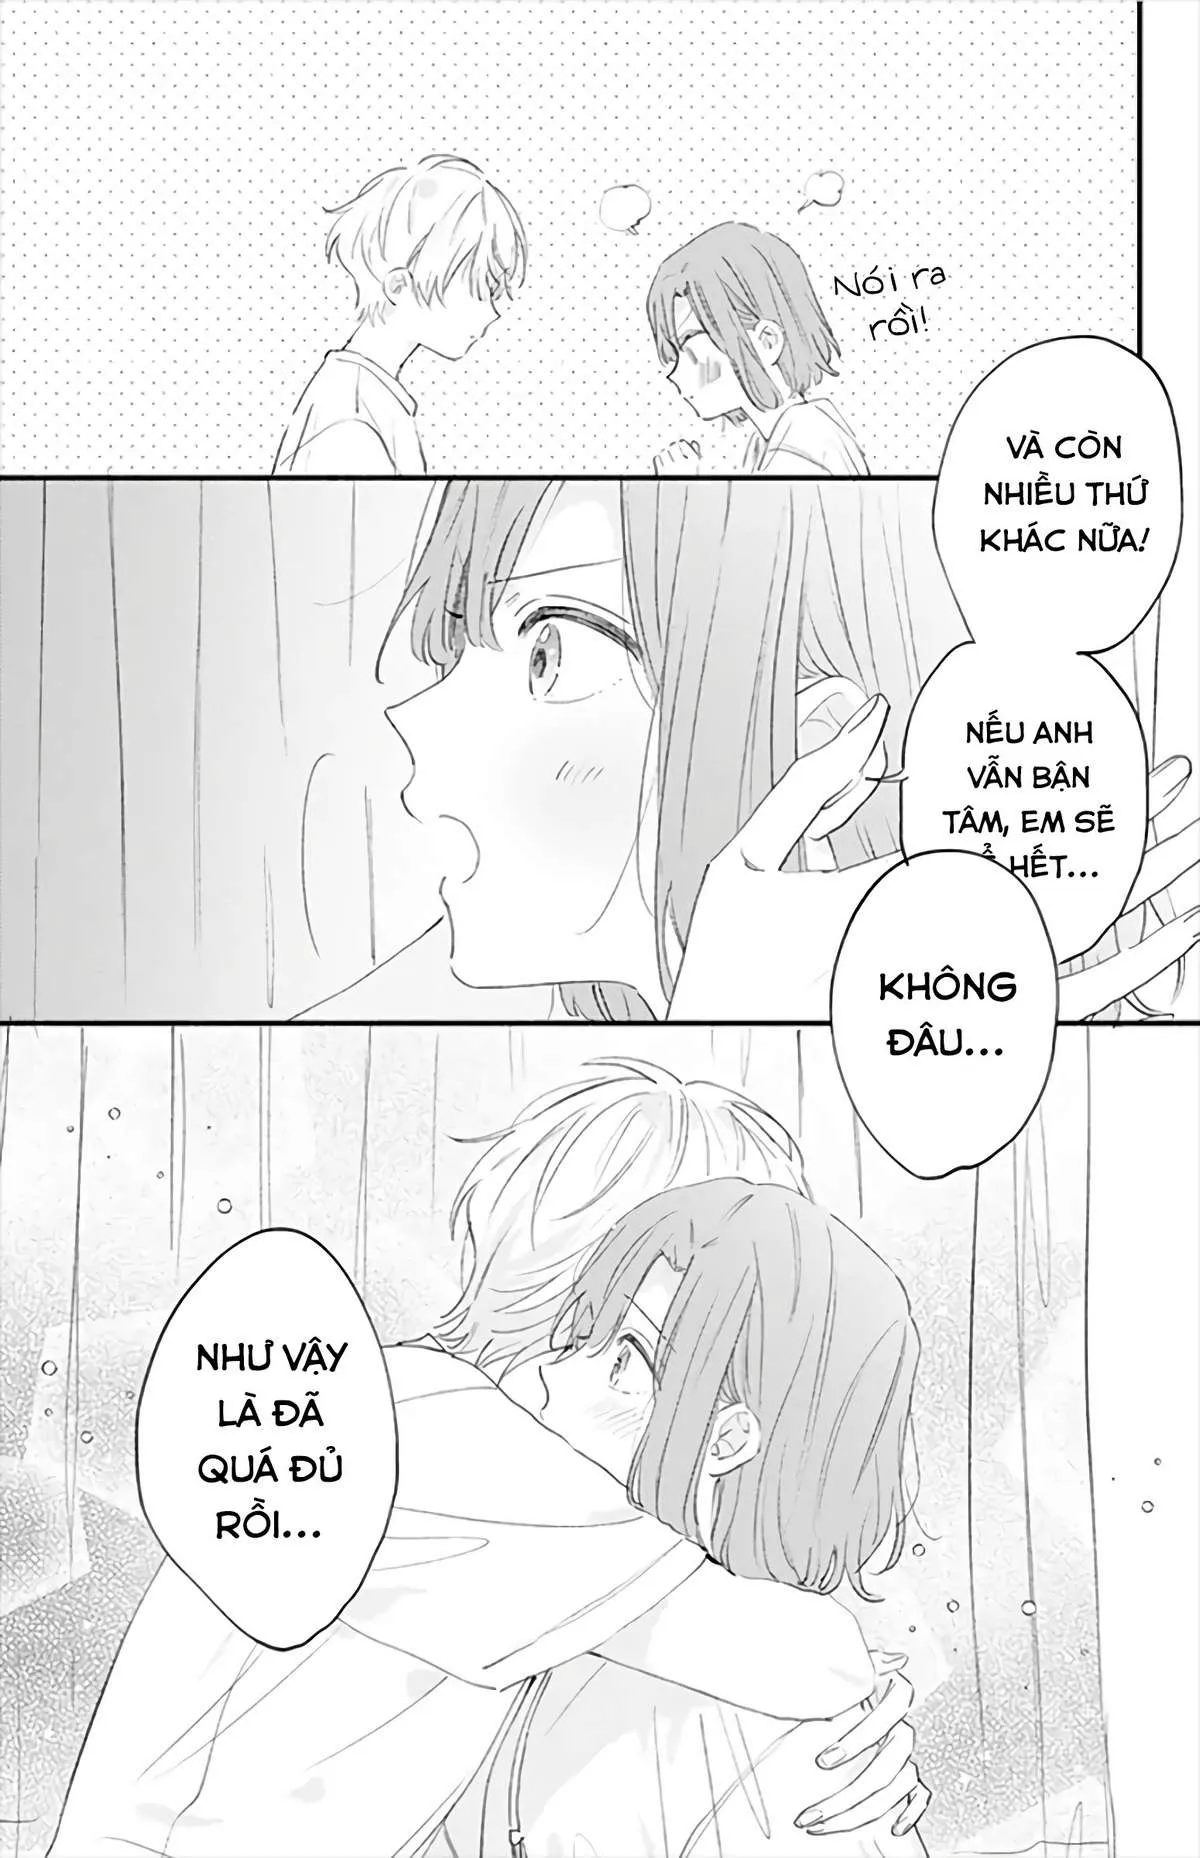 Nói ra
rồi!
VÀ CÒN
NHIỀU THỨ
KHÁC NỮA!
NẾU ANH
VẪN BẬN
TÂM, EM SẼ
HẾT...
KHÔNG
ĐÂU...
NHƯ VẬY
LÀ ĐÃ
QUÁ ĐỦ
RỒI...